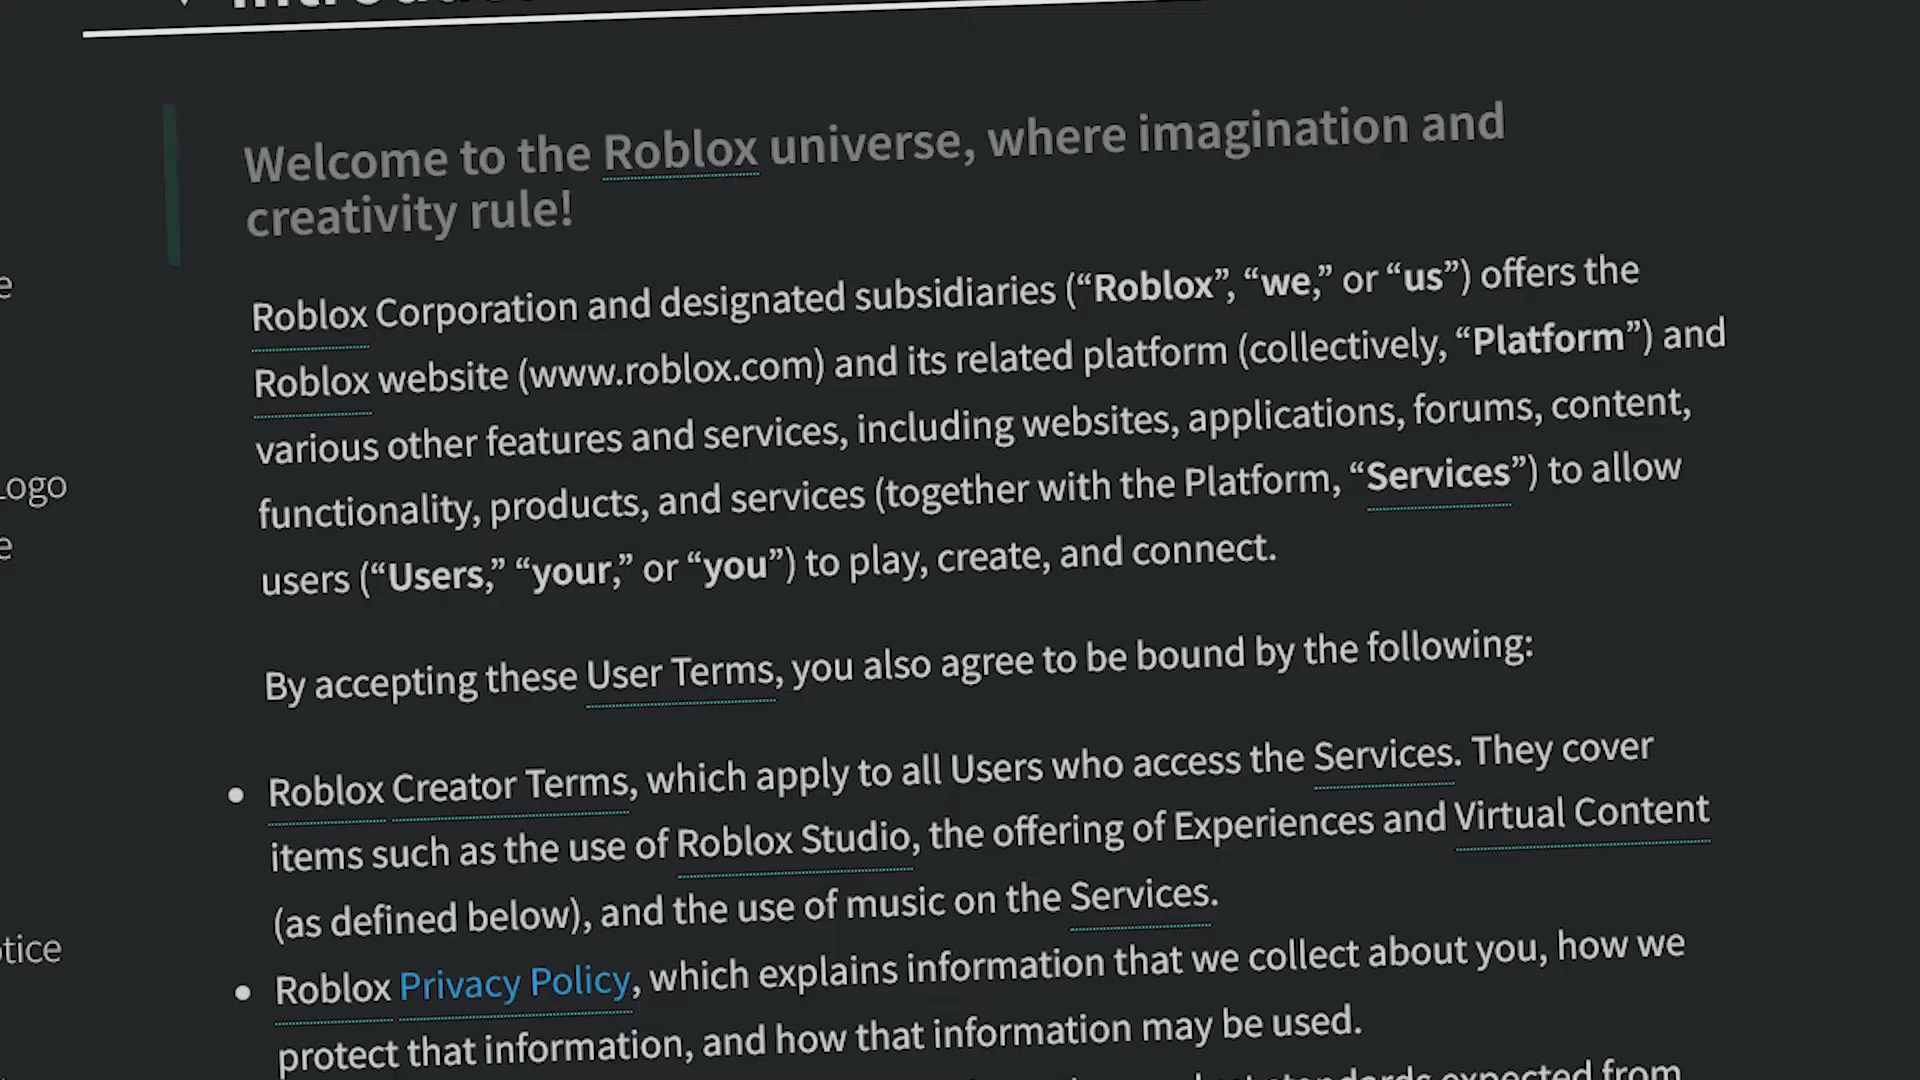 Welcome to the Roblox universe, where imagination and
creativity rule!
Roblox Corporation and designated subsidiaries (“Roblox”, “we,” or “us”) offers the
Roblox website (www.roblox.com) and its related platform (collectively, “Platform”) and
various other features and services, including websites, applications, forums, content,
functionality, products, and services (together with the Platform, “Services”) to allow
Logo
users (“Users,” “your,” or “you”) to play, create, and connect.
By accepting these User Terms, you also agree to be bound by the following:
• Roblox Creator Terms, which apply to all Users who access the Services. They cover
items such as the use of Roblox Studio, the offering of Experiences and Virtual Content
(as defined below), and the use of music on the Services.
• Roblox Privacy Policy, which explains information that we collect about you, how we
protect that information, and how that information may be used.
standards expected from